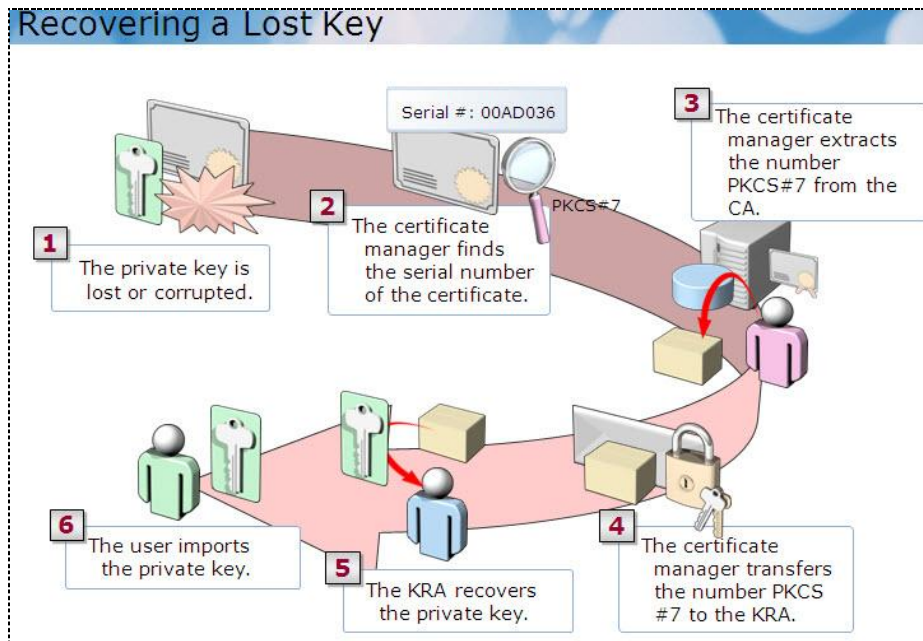 Recovering a Lost Key
1
The private key is
lost or corrupted.
Serial #: 00AD036
2
The certificate
manager finds
the serial number
of the certificate.
PKCS#7
3
The certificate
manager extracts
the number
PKCS#7 from the
CA.
4
The certificate
manager transfers
the number PKCS
#7 to the KRA.
5
The KRA recovers
the private key.
6
The user imports
the private key.